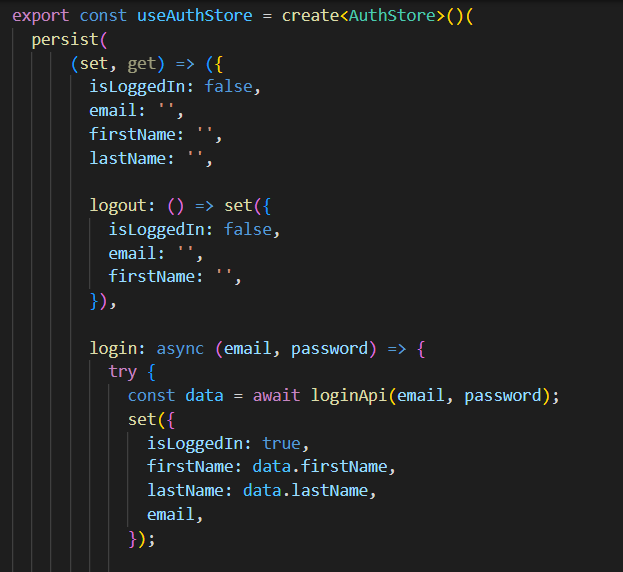 export const useAuthStore = create<AuthStore>()(
  persist(
      (set, get) => ({
        isLoggedIn: false,
        email: '',
        firstName: '',
        lastName: '',

        logout: () => set({
          isLoggedIn: false,
          email: '',
          firstName: '',
        }),

        login: async (email, password) => {
          try {
            const data = await loginApi(email, password);
            set({
              isLoggedIn: true,
              firstName: data.firstName,
              lastName: data.lastName,
              email,
            });